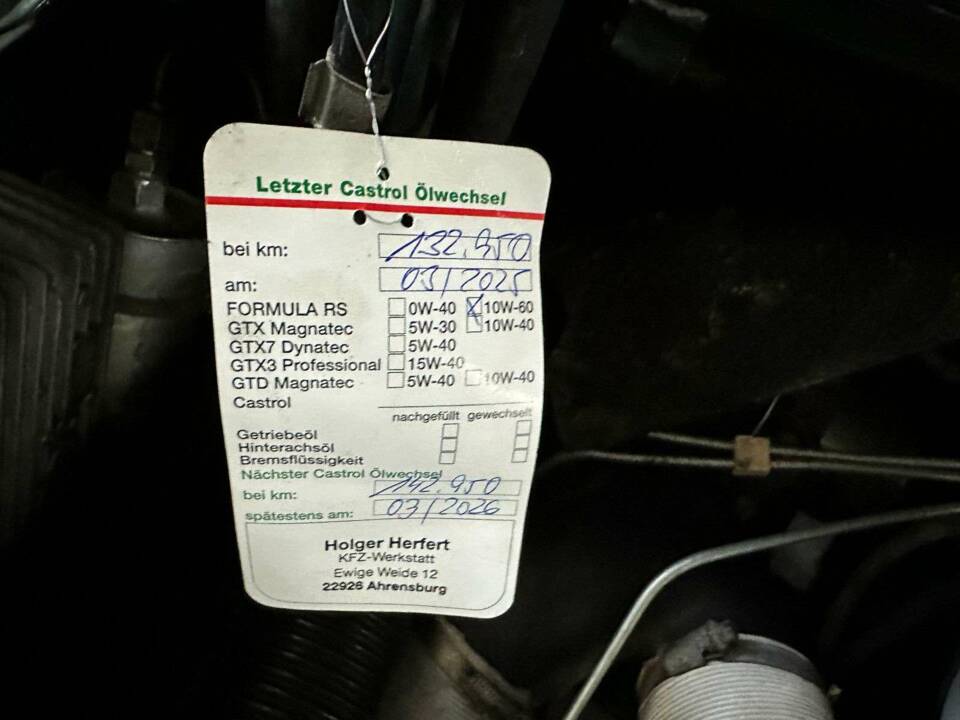 Letzter Castrol Ölwechsel
bei km: 132.950
am: 03/2025
FORMULA RS 0W-40 10W-60
GTX Magnatec 5W-30 10W-40
GTX7 Dynatec 5W-40
GTX3 Professional 15W-40
GTD Magnatec 5W-40 10W-40
Castrol
nachgefüllt gewechselt
Getriebeöl
Hinterachsöl
Bremsflüssigkeit
Nächster Castrol Ölwechsel
bei km: 142.950
spätestens am: 03/2026
Holger Herfert
KFZ-Werkstatt
Ewige Weide 12
22926 Ahrensburg